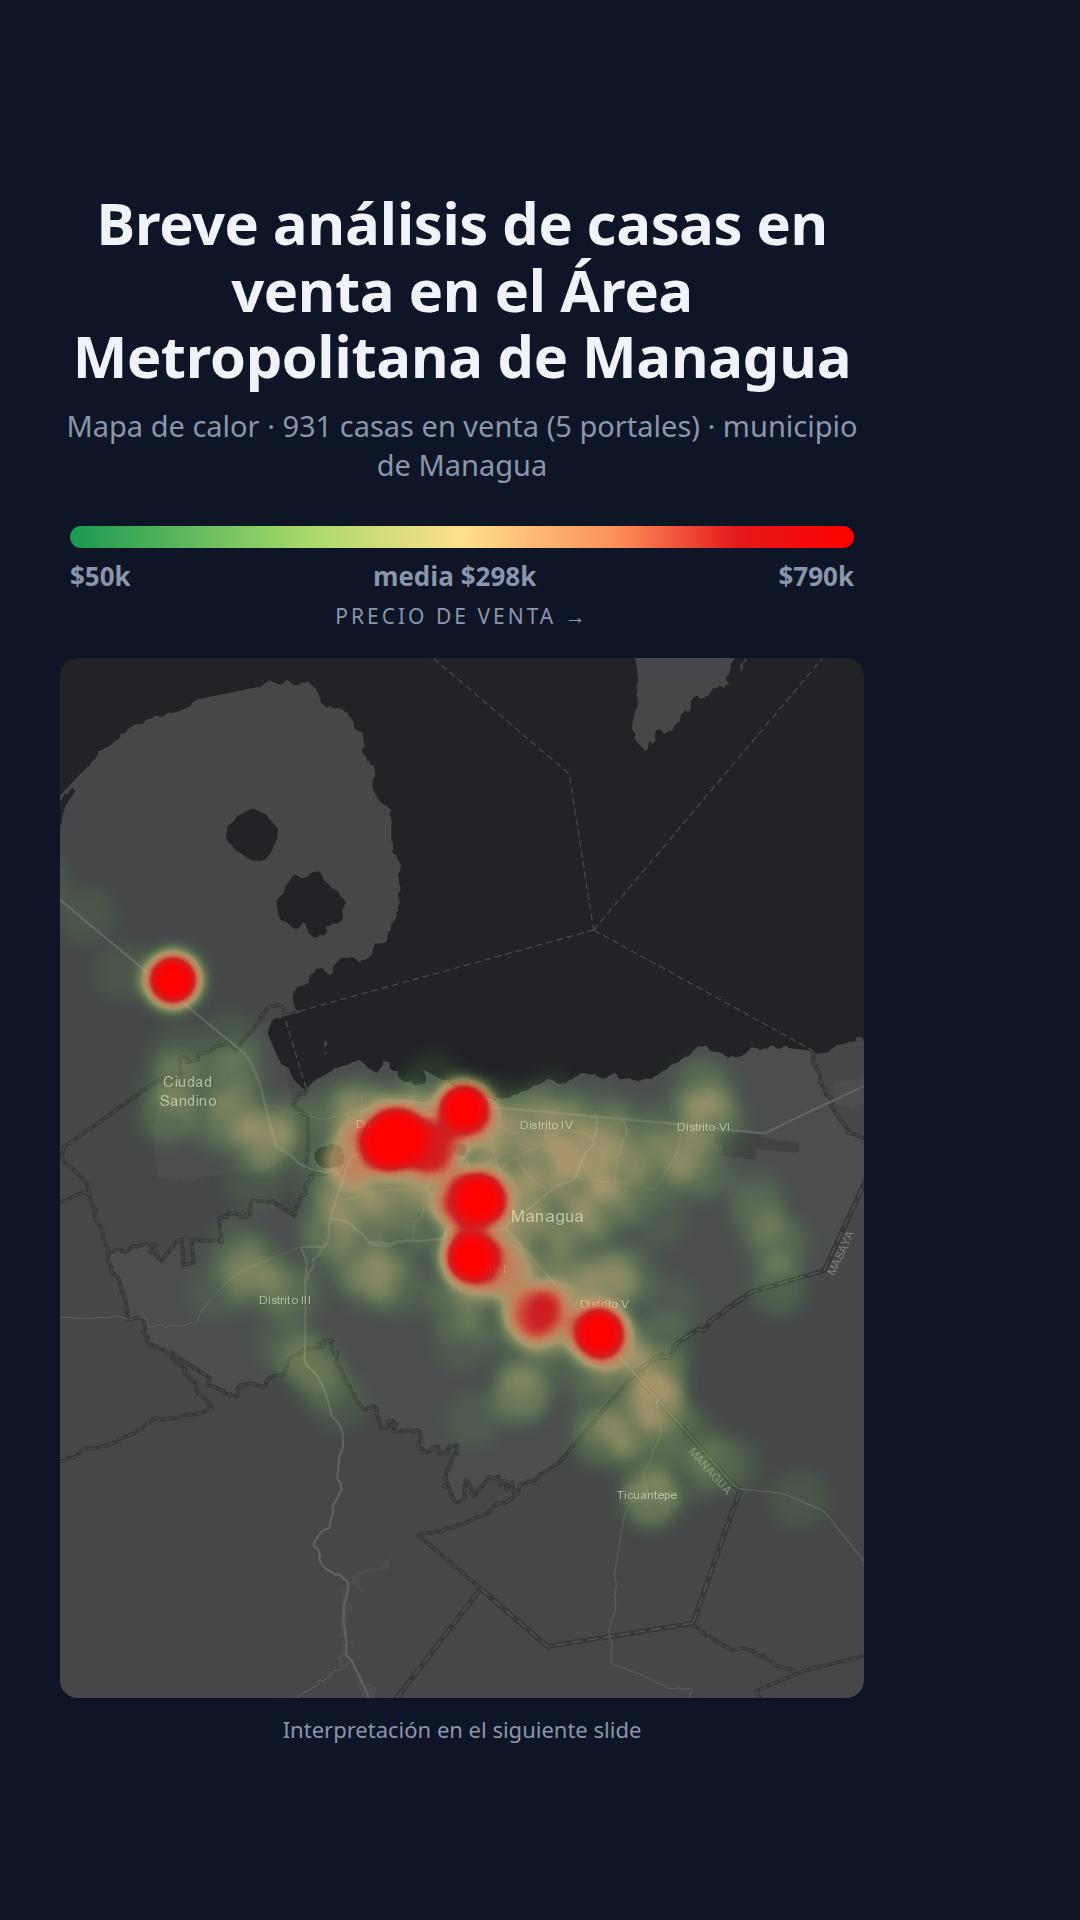 Breve análisis de casas en
venta en el Área
Metropolitana de Managua
Mapa de calor · 931 casas en venta (5 portales) · municipio
de Managua
$50k media $298k $790k
PRECIO DE VENTA →
Ciudad
Sandino
Distrito IV
Distrito VI
Managua
MASAYA
Distrito III
Distrito V
MANAGUA
Ticuantepe
Interpretación en el siguiente slide